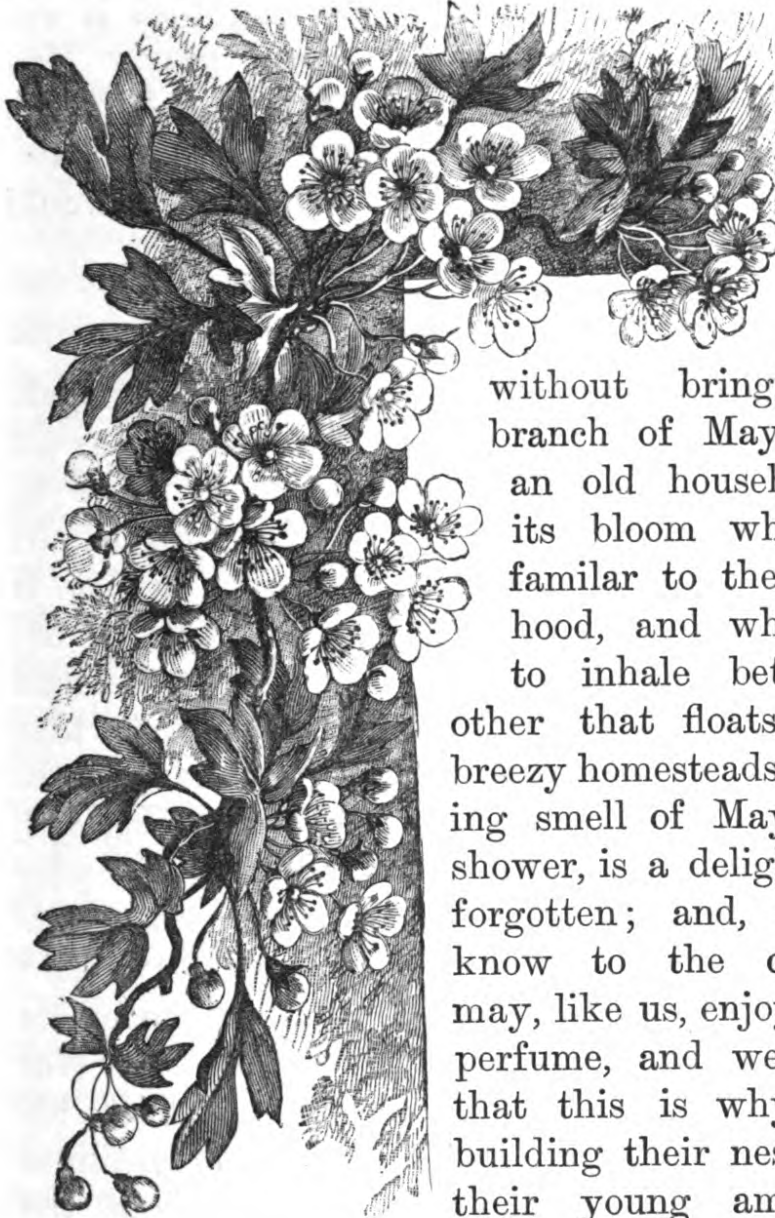 without bring
branch of May
an old househ
its bloom wh
familar to the
hood, and wh
to inhale bet
other that floats
breezy homesteads
ing smell of May
shower, is a delig
forgotten; and,
know to the
may, like us, enjoy
perfume, and we
that this is why
building their nes
their young am